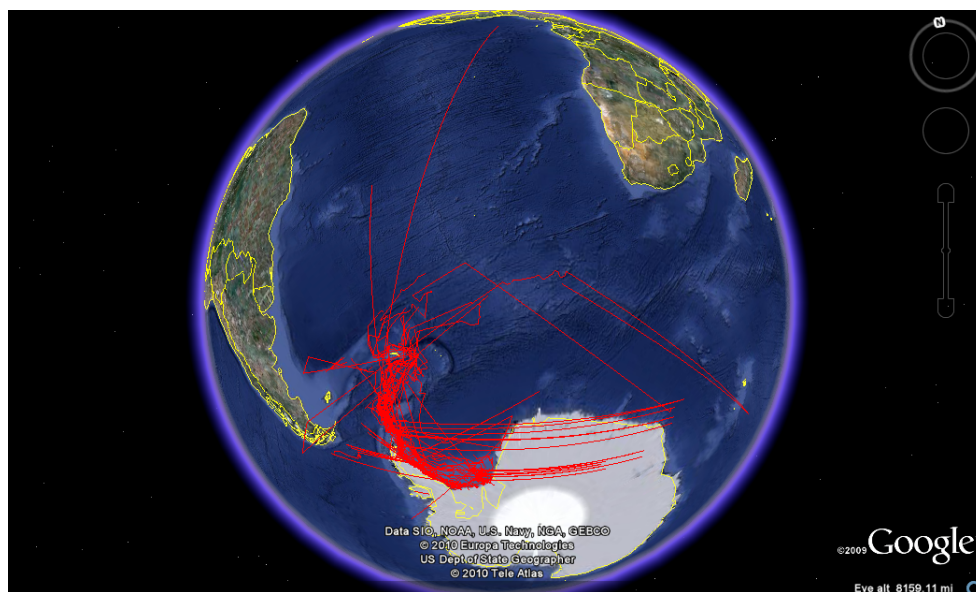 N
Data SIO, NOAA, U.S. Navy, NGA, GEBCO
© 2010 Europa Technologies
US Dept of State Geographer
© 2010 Tele Atlas
©2009 Google
Eye alt 8159.11 mi